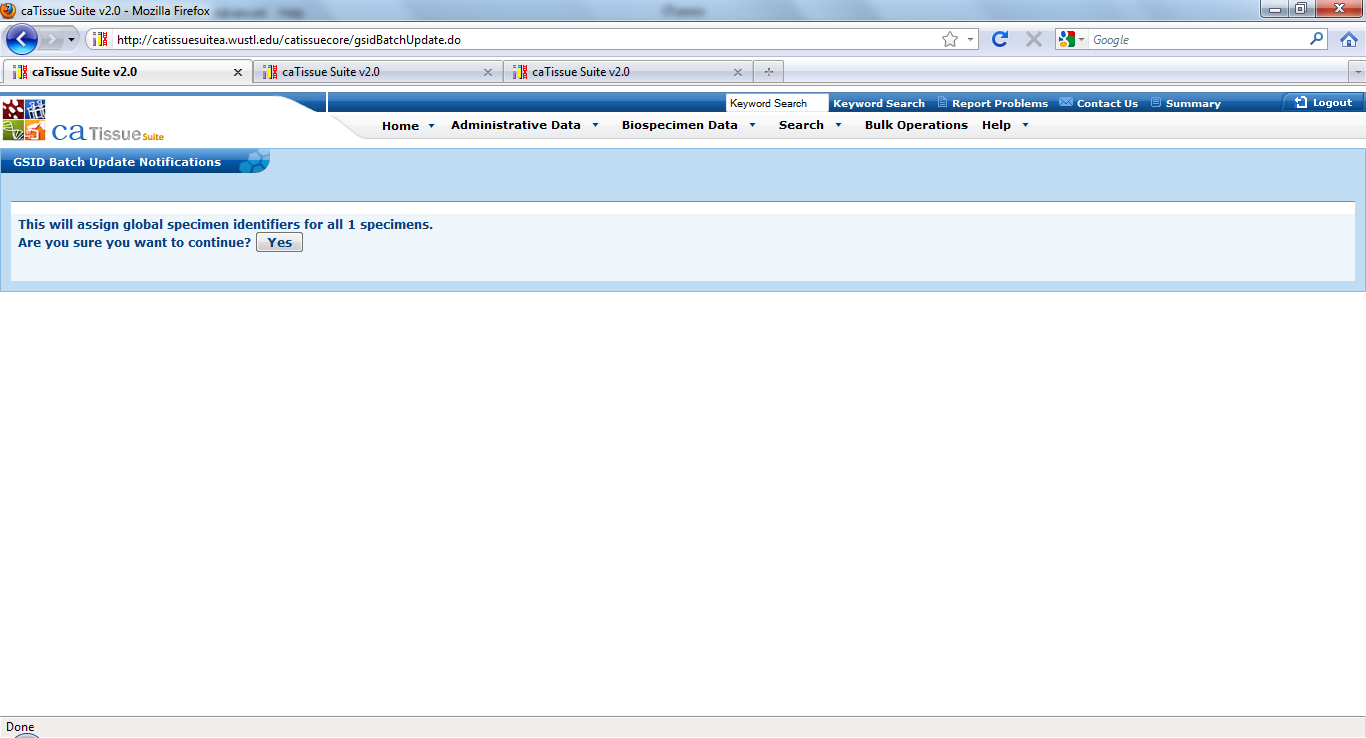 caTissue Suite v2.0 - Mozilla Firefox
http://catissuesuitea.wustl.edu/catissuecore/gsidBatchUpdate.do
Google
caTissue Suite v2.0
caTissue Suite v2.0
caTissue Suite v2.0
Keyword Search Keyword Search Report Problems Contact Us Summary Logout
ca Tissue Suite
Home Administrative Data Biospecimen Data Search Bulk Operations Help
GSID Batch Update Notifications
This will assign global specimen identifiers for all 1 specimens.
Are you sure you want to continue? Yes
Done